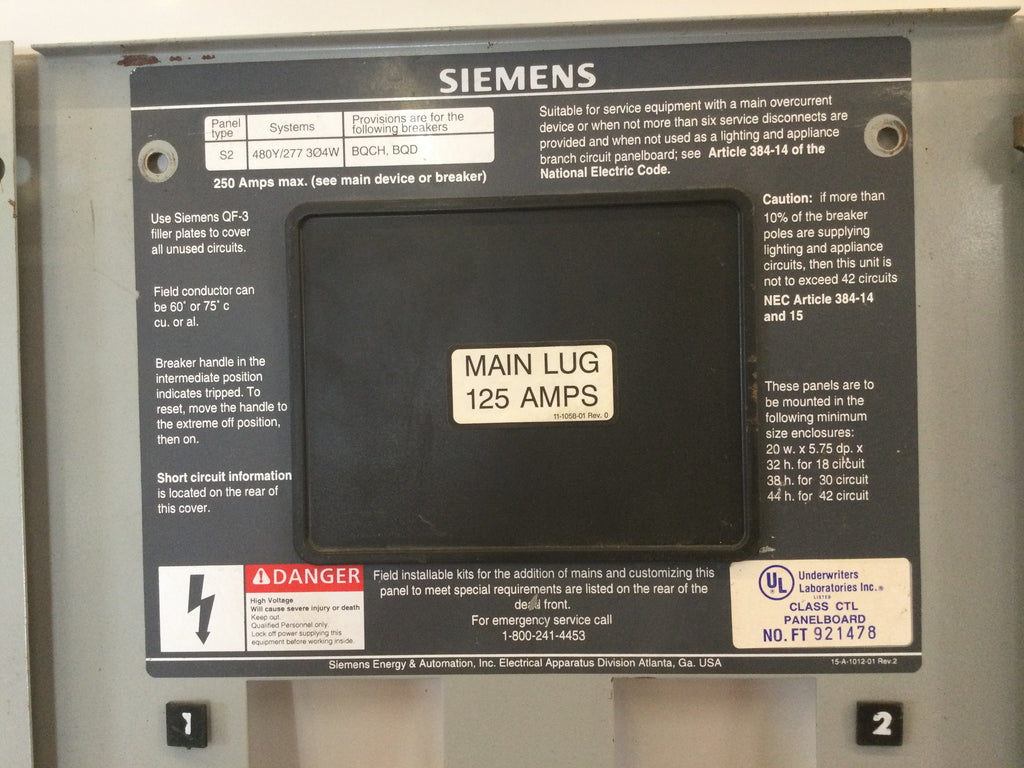 SIEMENS
Panel type
Systems
Provisions are for the following breakers
S2
480Y/277 3Ø4W
BQCH, BQD
250 Amps max. (see main device or breaker)
Suitable for service equipment with a main overcurrent
device or when not more than six service disconnects are
provided and when not used as a lighting and appliance
branch circuit panelboard; see Article 384-14 of the
National Electric Code.
Use Siemens QF-3
filler plates to cover
all unused circuits.
Field conductor can
be 60° or 75° c
cu. or al.
Breaker handle in the
intermediate position
indicates tripped. To
reset, move the handle to
the extreme off position,
then on.
Short circuit information
is located on the rear of
this cover.
MAIN LUG
125 AMPS
11-1058-01 Rev. 0
Caution: if more than
10% of the breaker
poles are supplying
lighting and appliance
circuits, then this unit is
not to exceed 42 circuits
NEC Article 384-14
and 15
These panels are to
be mounted in the
following minimum
size enclosures:
20 w. x 5.75 dp. x
32 h. for 18 circuit
38 h. for 30 circuit
44 h. for 42 circuit
DANGER
High Voltage
Will cause severe injury or death
Keep out.
Qualified Personnel only.
Lock off power supplying this
equipment before working inside.
Field installable kits for the addition of mains and customizing this
panel to meet special requirements are listed on the rear of the
dead front.
For emergency service call
1-800-241-4453
UL
Underwriters
Laboratories Inc.®
LISTED
CLASS CTL
PANELBOARD
NO. FT 921478
Siemens Energy & Automation, Inc. Electrical Apparatus Division Atlanta, Ga. USA
15-A-1012-01 Rev.2
1
2